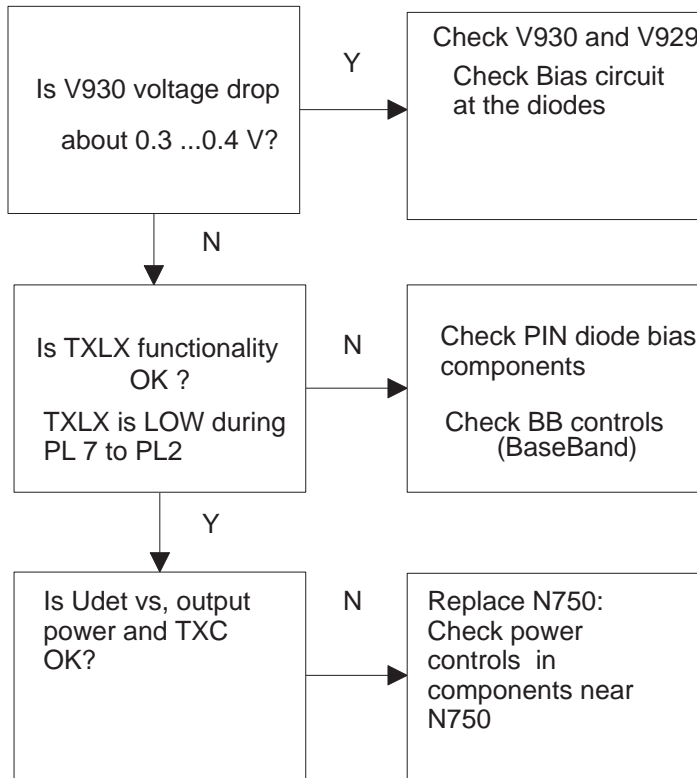 Is V930 voltage drop
about 0.3 ...0.4 V?
Y
Check V930 and V929
Check Bias circuit
at the diodes
N
Is TXLX functionality
OK ?
TXLX is LOW during
PL 7 to PL2
N
Check PIN diode bias
components
Check BB controls
(BaseBand)
Y
Is Udet vs, output
power and TXC
OK?
N
Replace N750:
Check power
controls in
components near
N750